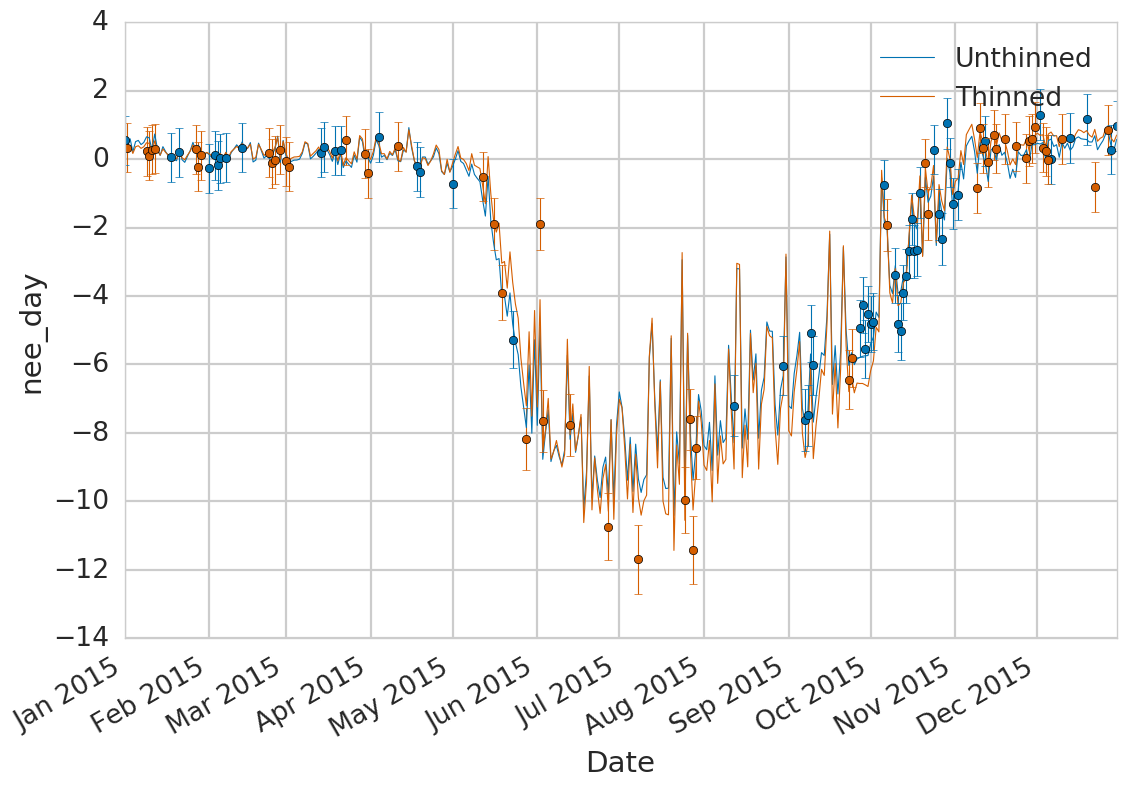 4
2
0
−2
−4
−6
−8
−10
−12
−14
nee_day
Unthinned
Thinned
Jan 2015
Feb 2015
Mar 2015
Apr 2015
May 2015
Jun 2015
Jul 2015
Aug 2015
Sep 2015
Oct 2015
Nov 2015
Dec 2015
Date